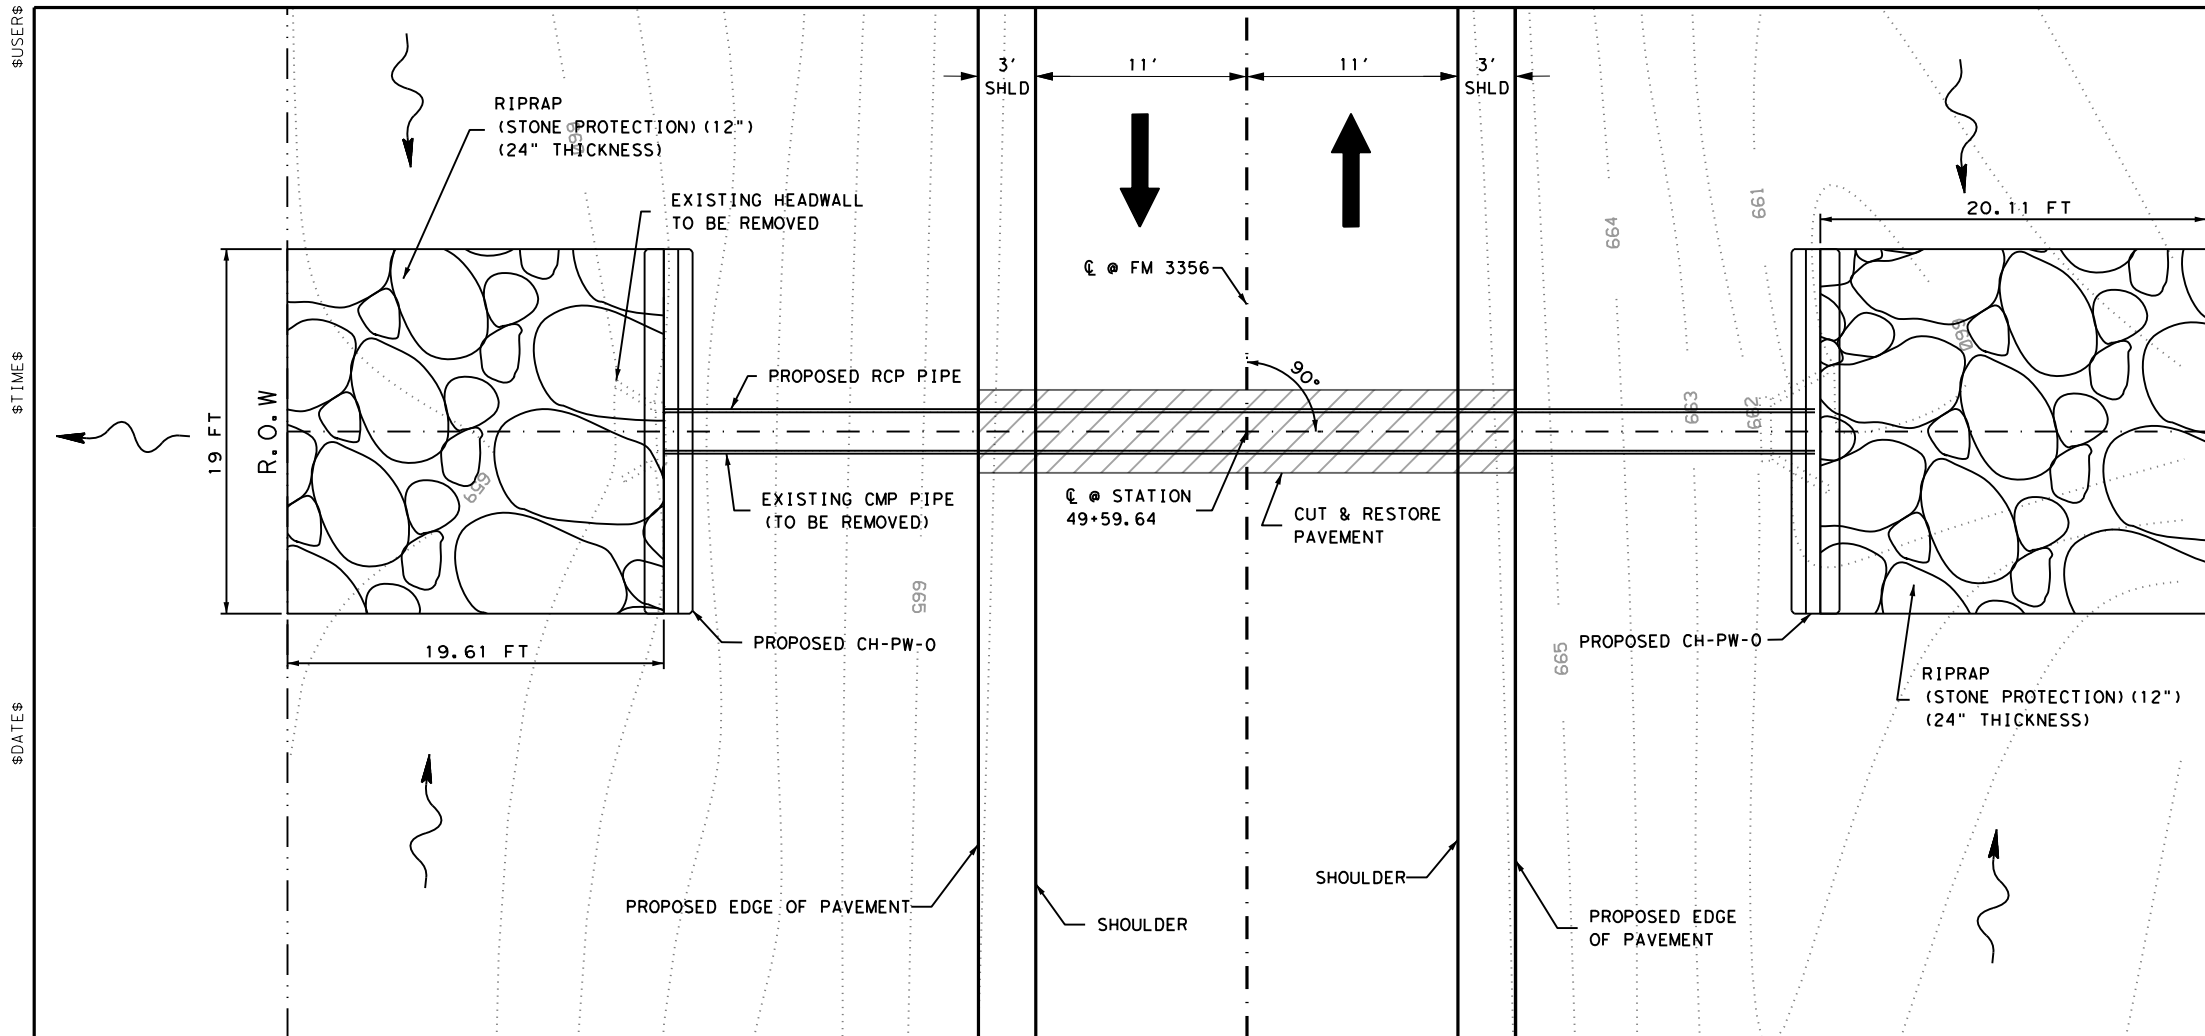 $USER$
$TIME$
$DATE$
3'
SHLD
11'
11'
3'
SHLD
RIPRAP
(STONE PROTECTION)(12")
(24" THICKNESS)
EXISTING HEADWALL
TO BE REMOVED
℄ @ FM 3356
90°
20.11 FT
661
664
663
662
660
19 FT
R.O.W
PROPOSED RCP PIPE
659
EXISTING CMP PIPE
(TO BE REMOVED)
℄ @ STATION
49+59.64
CUT & RESTORE
PAVEMENT
665
665
19.61 FT
PROPOSED CH-PW-0
PROPOSED CH-PW-0
RIPRAP
(STONE PROTECTION)(12")
(24" THICKNESS)
PROPOSED EDGE OF PAVEMENT
SHOULDER
SHOULDER
PROPOSED EDGE
OF PAVEMENT